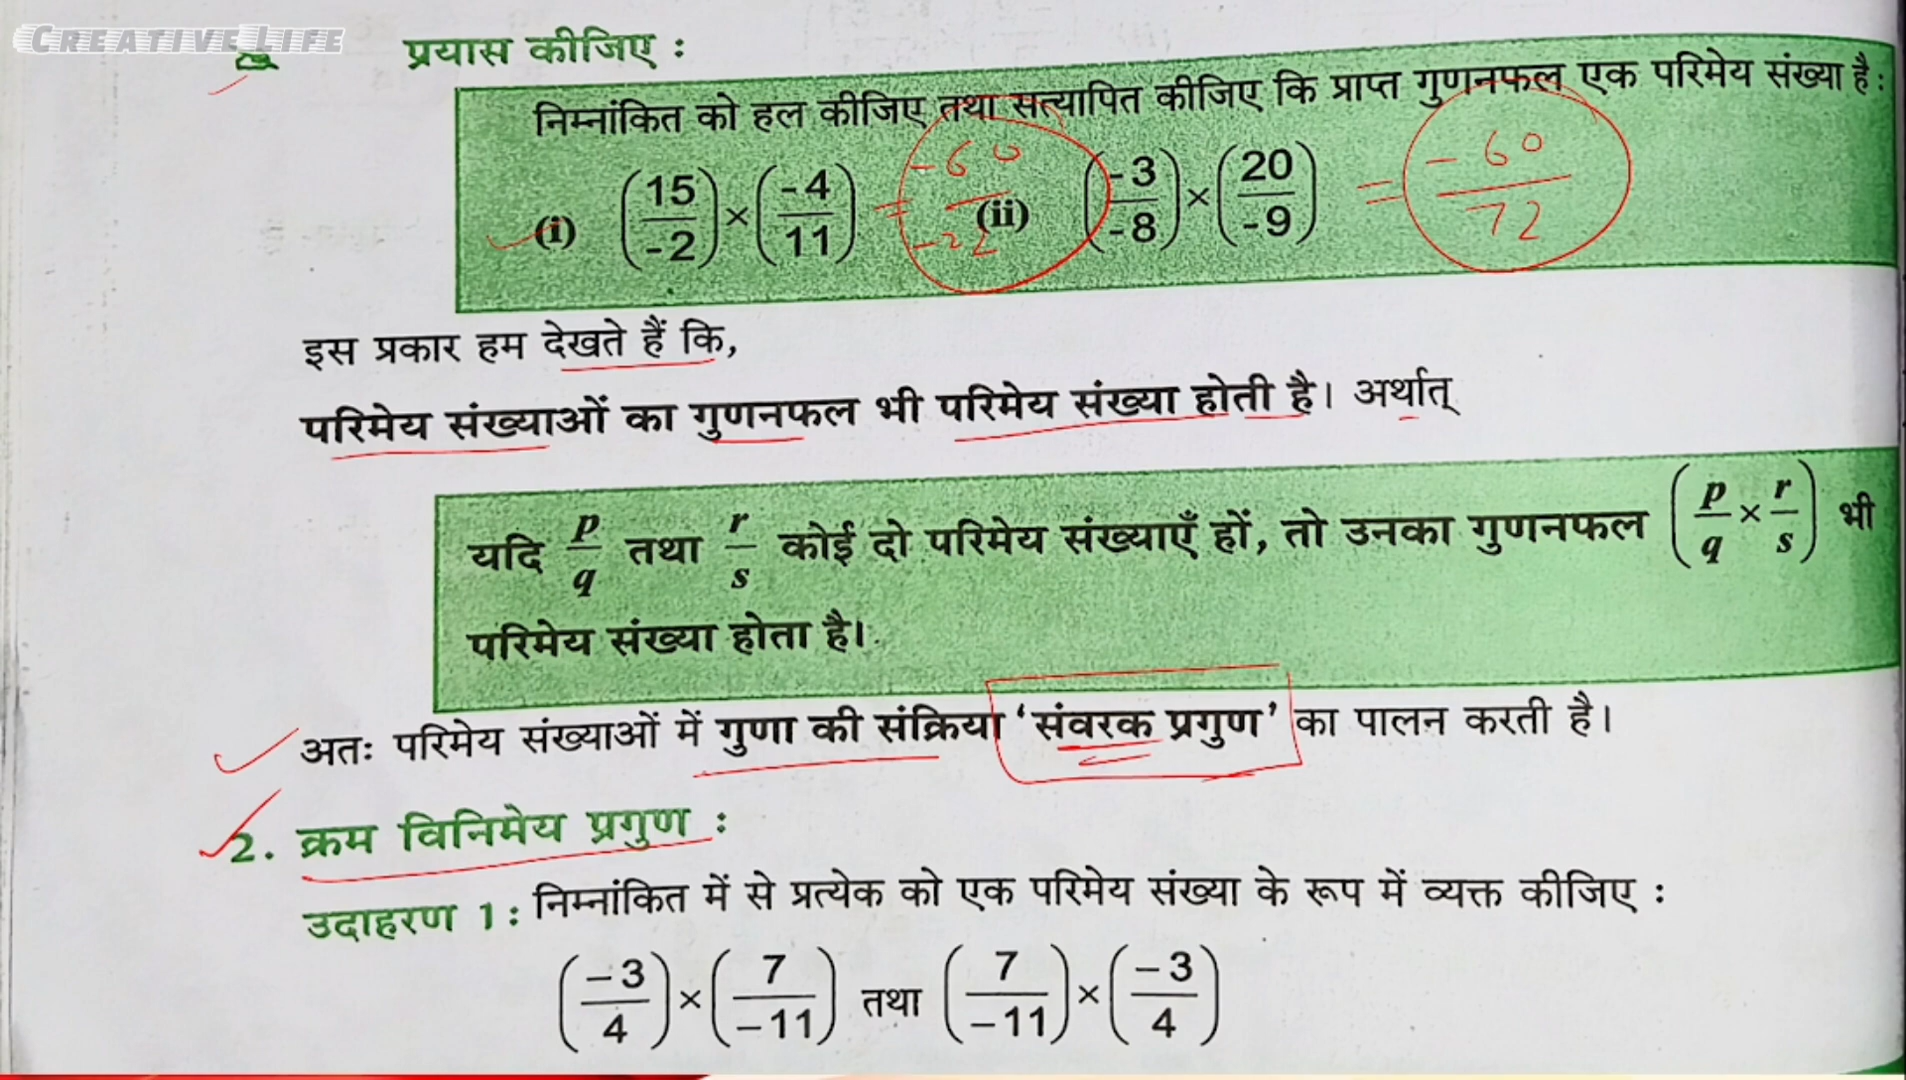 CREATIVE LIFE
प्रयास कीजिए :
निम्नांकित को हल कीजिए तथा सत्यापित कीजिए कि प्राप्त गुणनफल एक परिमेय संख्या है :
(i) (15/-2) × (-4/11) = -60/-22 (ii) (-3/-8) × (20/-9) = -60/72
इस प्रकार हम देखते हैं कि,
परिमेय संख्याओं का गुणनफल भी परिमेय संख्या होती है। अर्थात्
यदि p/q तथा r/s कोई दो परिमेय संख्याएँ हों, तो उनका गुणनफल (p/q × r/s) भी
परिमेय संख्या होता है।
अतः परिमेय संख्याओं में गुणा की संक्रिया ‘संवरक प्रगुण’ का पालन करती है।
2. क्रम विनिमेय प्रगुण :
उदाहरण 1 : निम्नांकित में से प्रत्येक को एक परिमेय संख्या के रूप में व्यक्त कीजिए :
(-3/4) × (7/-11) तथा (7/-11) × (-3/4)